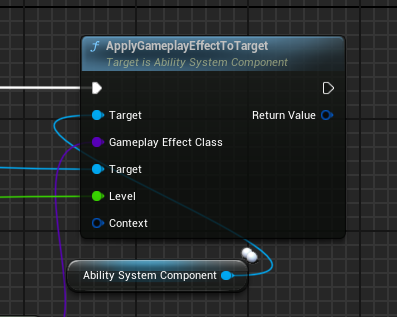 f ApplyGameplayEffectToTarget
Target is Ability System Component
Target
Return Value
Gameplay Effect Class
Target
Level
Context
Ability System Component